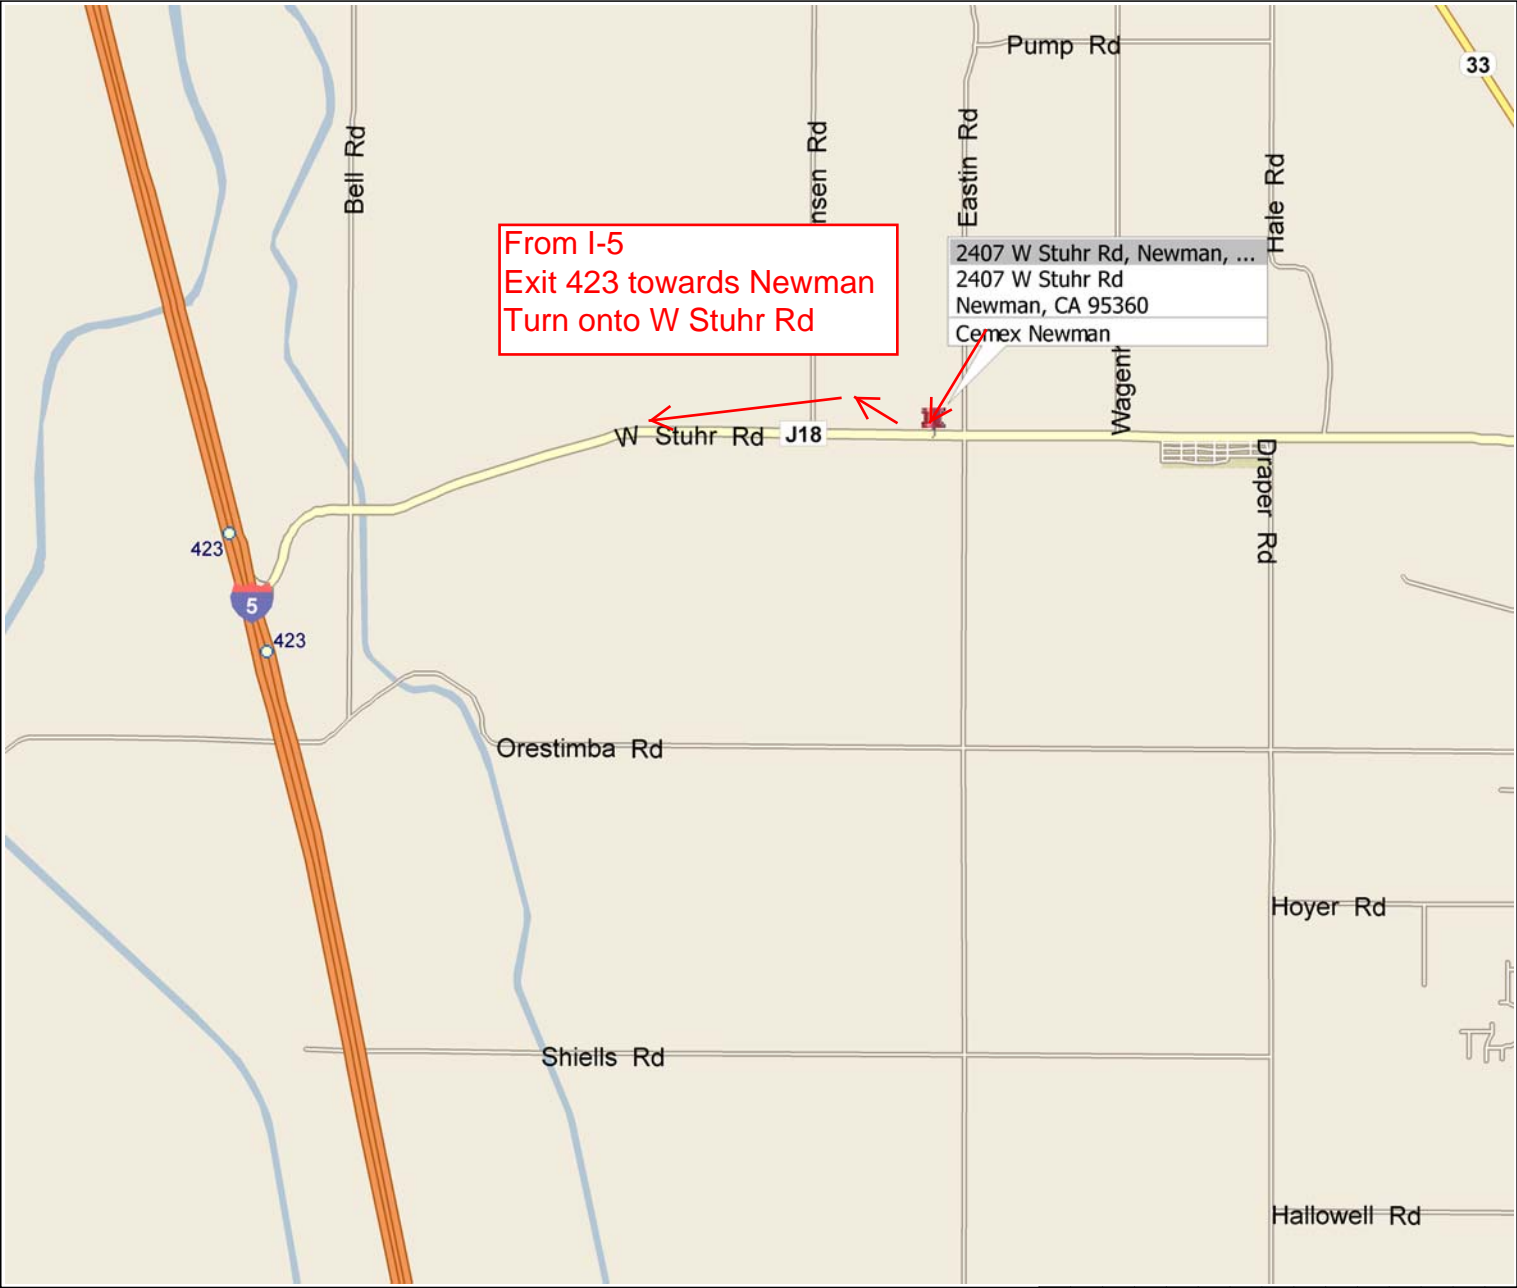 Pump Rd
33
Bell Rd
nsen Rd
Eastin Rd
Hale Rd
From I-5
Exit 423 towards Newman
Turn onto W Stuhr Rd
2407 W Stuhr Rd, Newman, ...
2407 W Stuhr Rd
Newman, CA 95360
Cemex Newman
Wagenh
W Stuhr Rd
J18
Draper Rd
423
5
423
Orestimba Rd
Hoyer Rd
Shiells Rd
Hallowell Rd